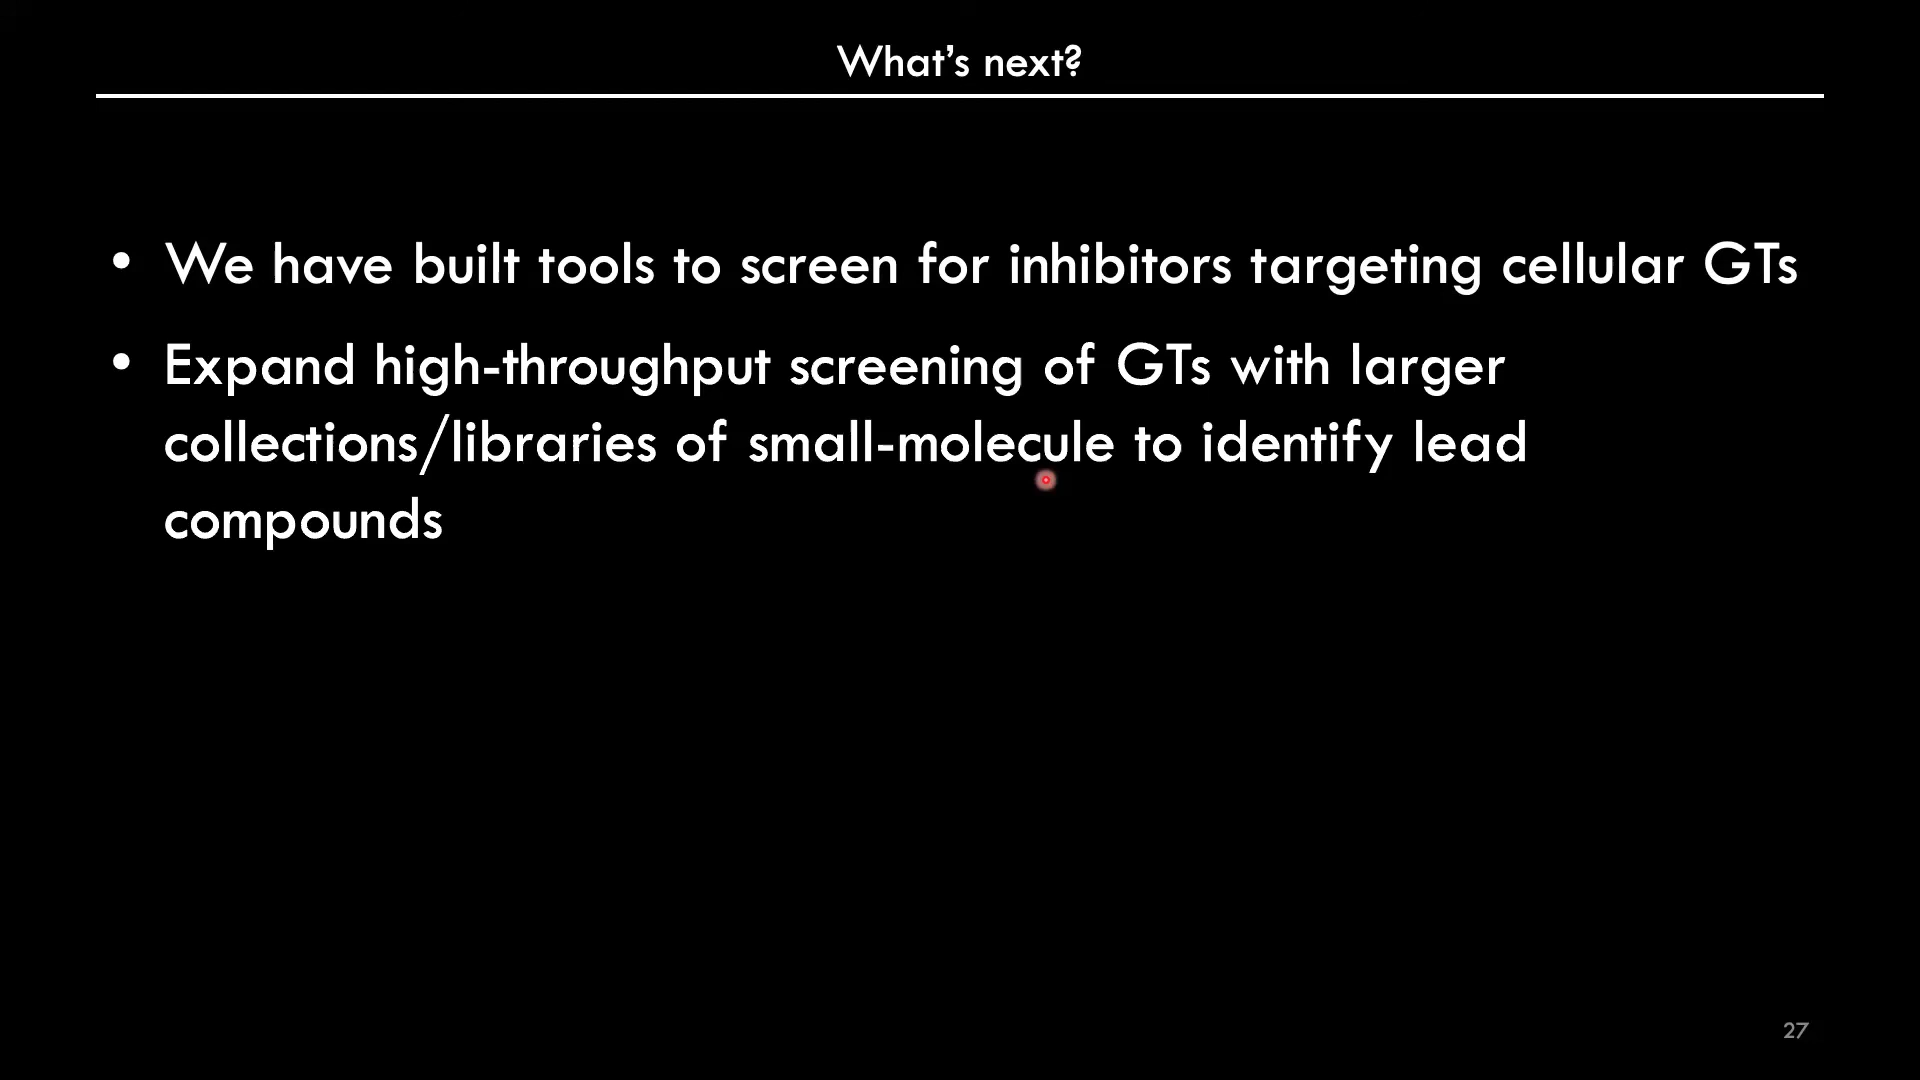 What's next?
• We have built tools to screen for inhibitors targeting cellular GTs
• Expand high-throughput screening of GTs with larger
collections/libraries of small-molecule to identify lead
compounds
27